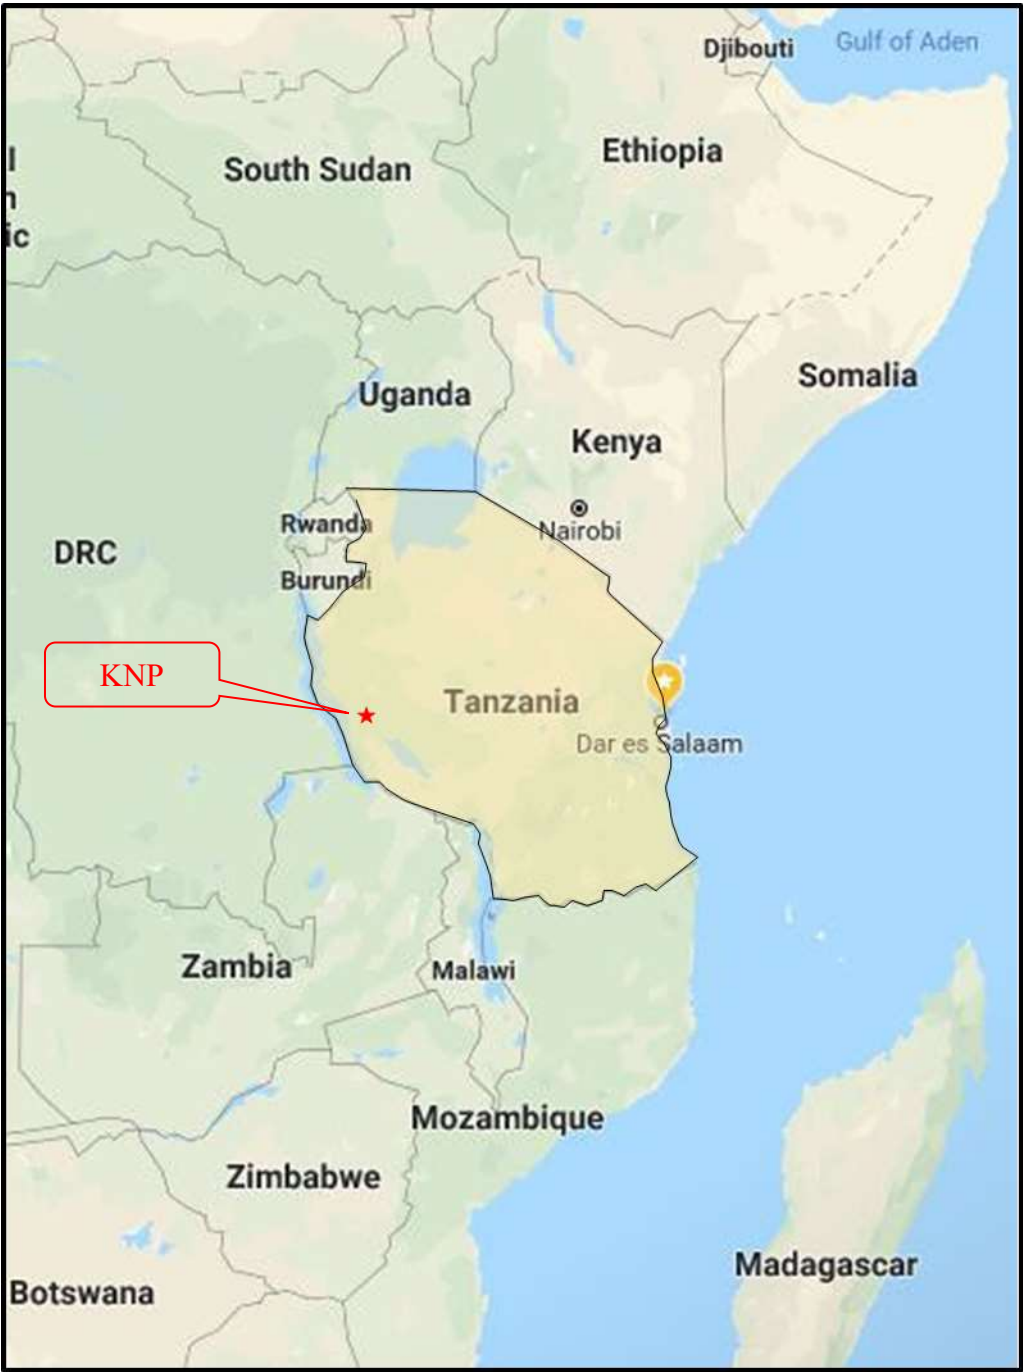 Djibouti
Gulf of Aden
Ethiopia
South Sudan
l
n
ic
Somalia
Uganda
Kenya
Nairobi
Rwanda
DRC
Burundi
KNP
Tanzania
Dar es Salaam
Zambia
Malawi
Mozambique
Zimbabwe
Madagascar
Botswana